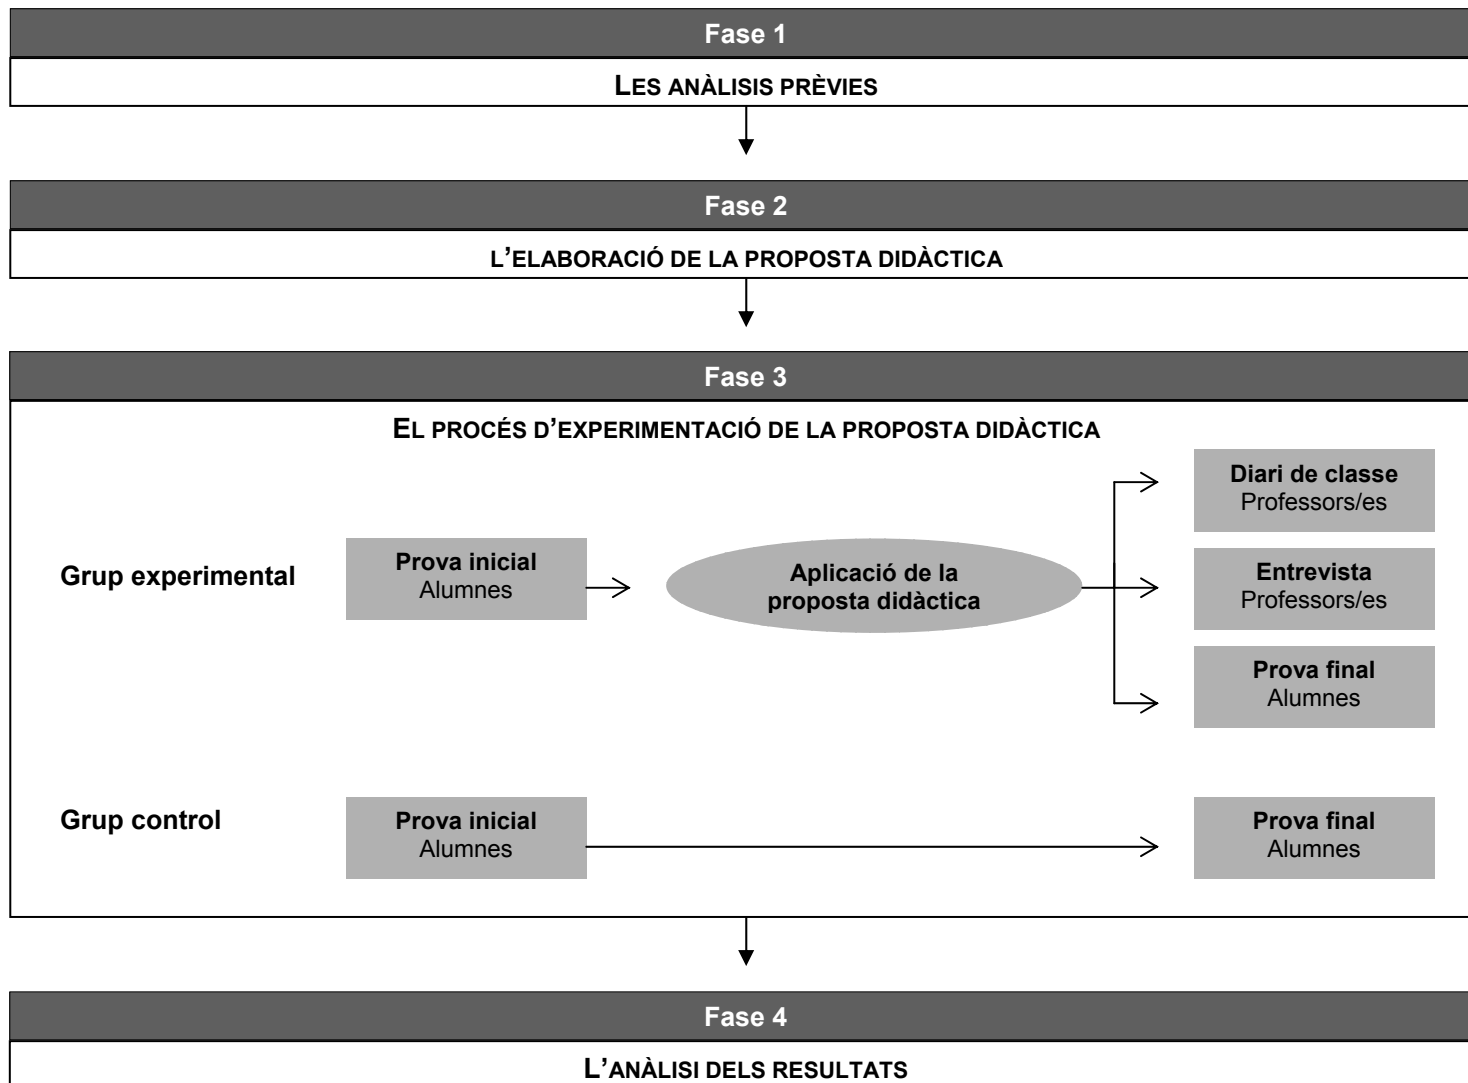 Fase 1
LES ANÀLISIS PRÈVIES
Fase 2
L’ELABORACIÓ DE LA PROPOSTA DIDÀCTICA
Fase 3
EL PROCÉS D’EXPERIMENTACIÓ DE LA PROPOSTA DIDÀCTICA
Grup experimental
Prova inicial
Alumnes
Aplicació de la
proposta didàctica
Diari de classe
Professors/es
Entrevista
Professors/es
Prova final
Alumnes
Grup control
Prova inicial
Alumnes
Prova final
Alumnes
Fase 4
L’ANÀLISI DELS RESULTATS